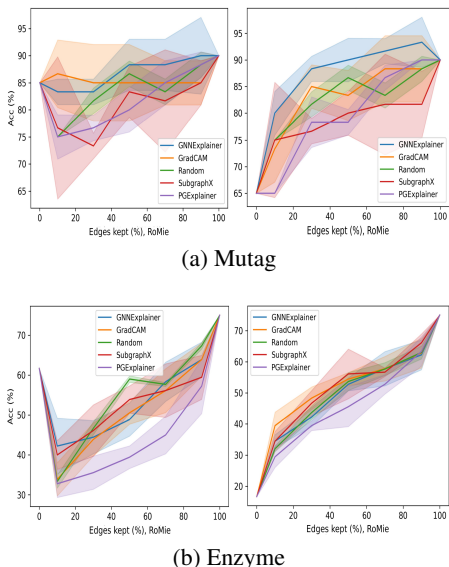 Acc (%)
95
90
85
80
75
70
65
GNNExplainer
GradCAM
Random
SubgraphX
PGExplainer
0 20 40 60 80 100
Edges kept (%), RoMie
95
90
85
80
75
70
65
GNNExplainer
GradCAM
Random
SubgraphX
PGExplainer
0 20 40 60 80 100
Edges kept (%), RoMie
(a) Mutag
Acc (%)
70
60
50
40
30
GNNExplainer
GradCAM
Random
SubgraphX
PGExplainer
0 20 40 60 80 100
Edges kept (%), RoMie
70
60
50
40
30
20
GNNExplainer
GradCAM
Random
SubgraphX
PGExplainer
0 20 40 60 80 100
Edges kept (%), RoMie
(b) Enzyme